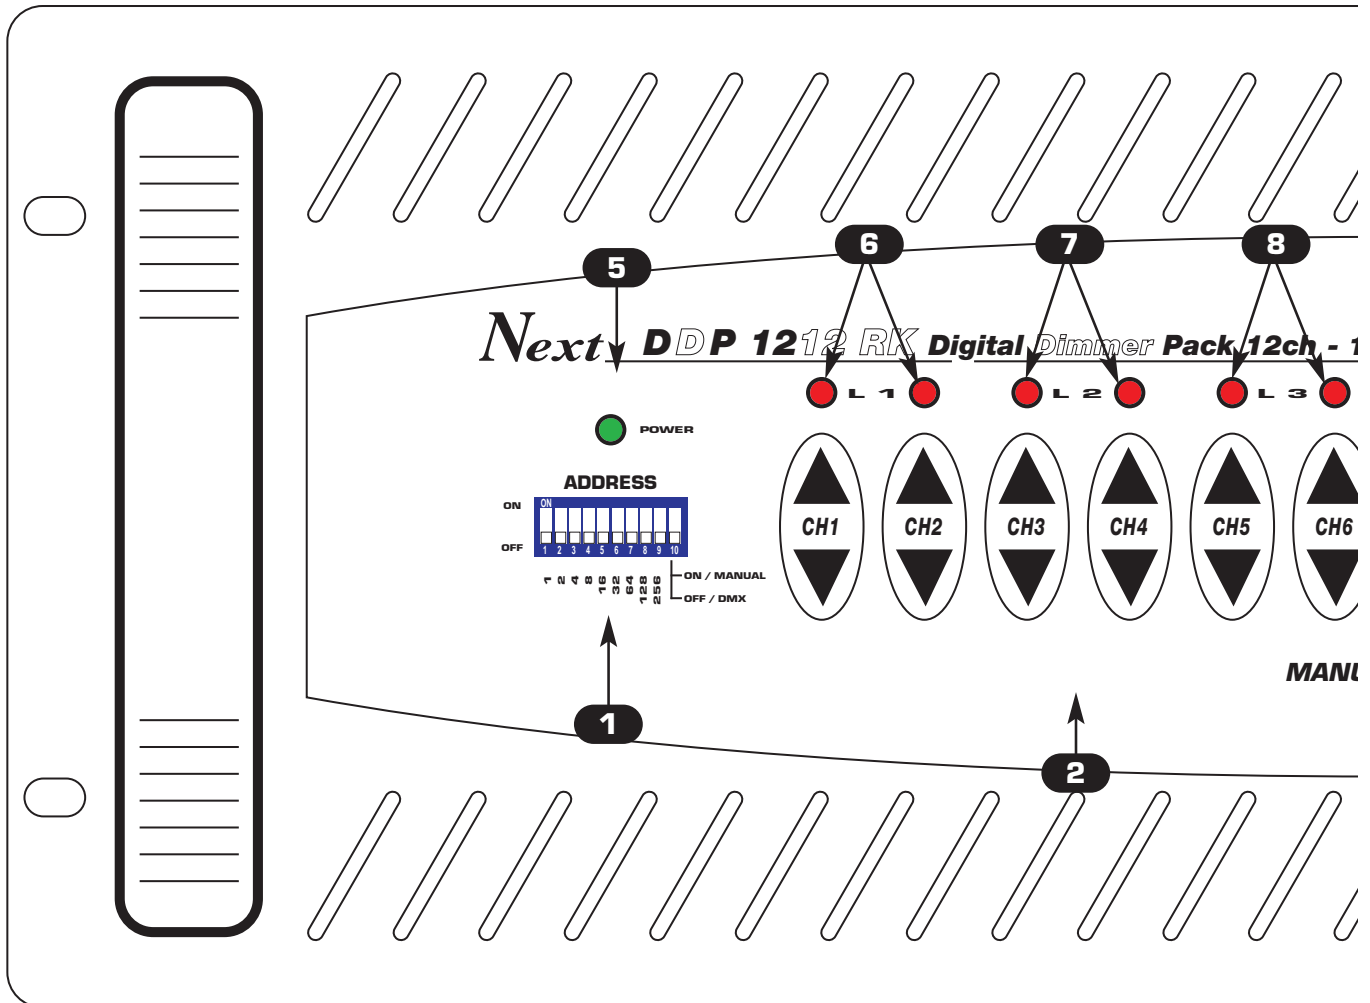 6
7
8
5
Next DDP 1212 RK Digital Dimmer Pack 12ch - 1
L 1
L 2
L 3
POWER
ADDRESS
ON
ON
OFF
1 2 3 4 5 6 7 8 9 10
1 2 4 8 16 32 64 128 256
ON / MANUAL
OFF / DMX
CH1
CH2
CH3
CH4
CH5
CH6
MANU
1
2